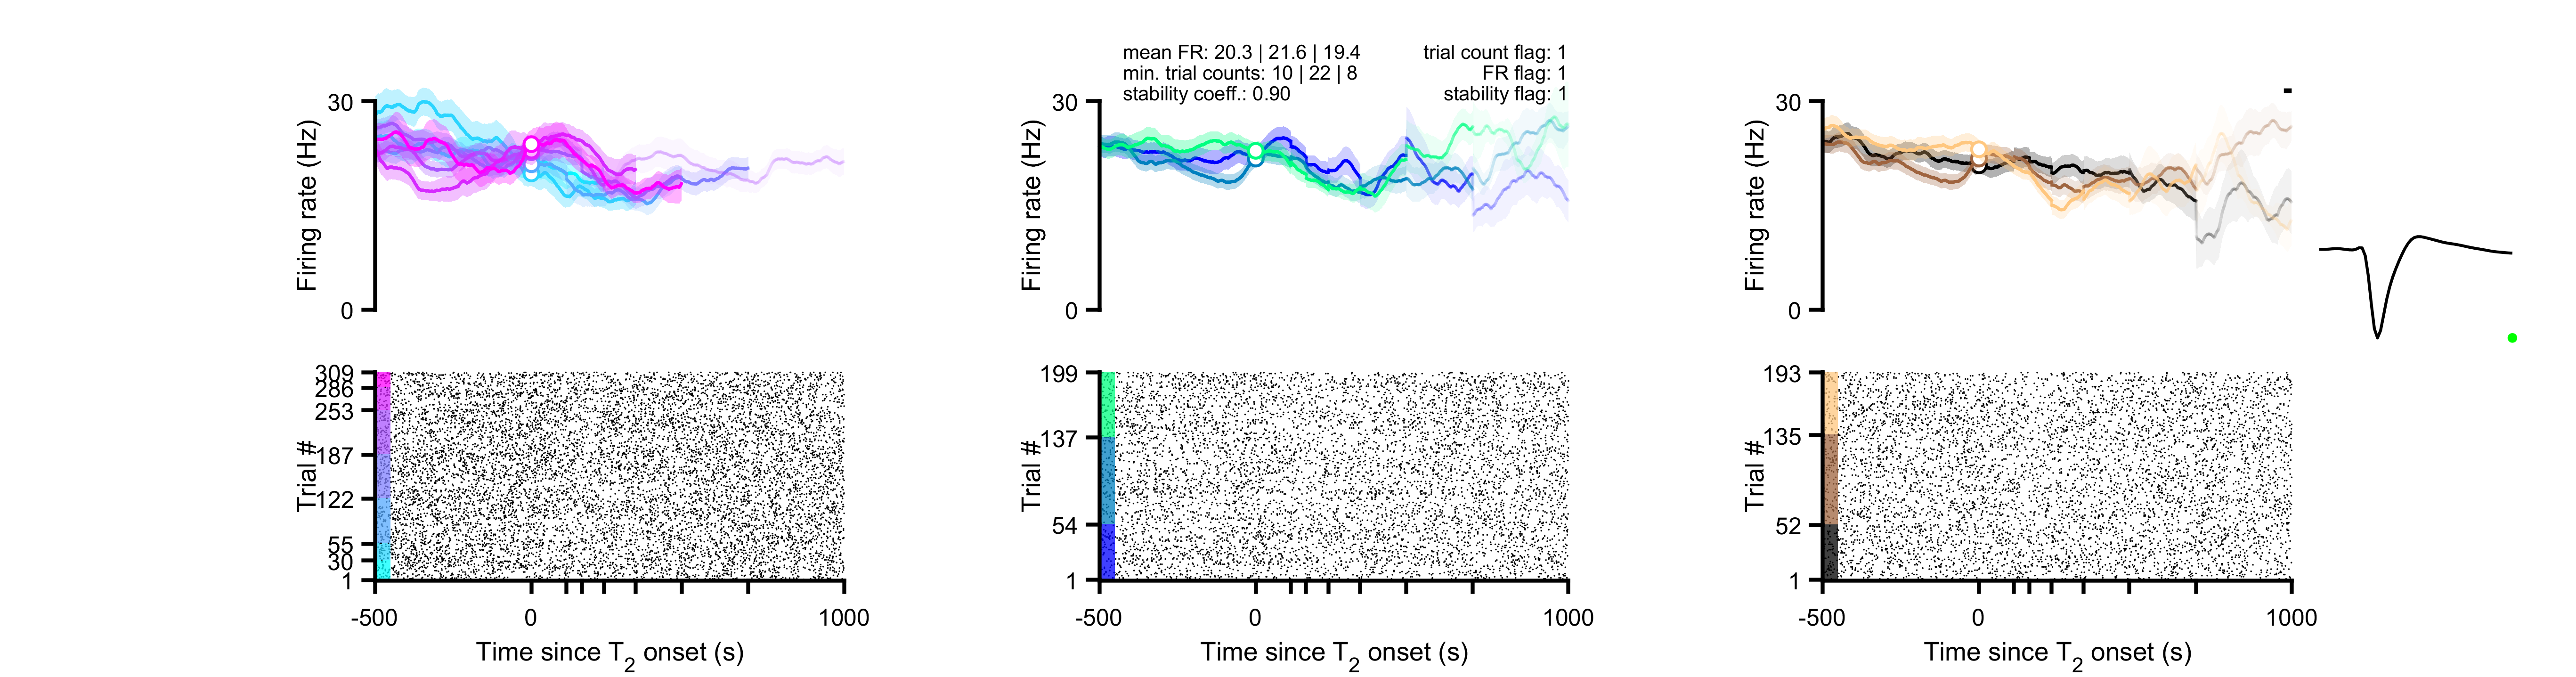 mean FR: 20.3 | 21.6 | 19.4
min. trial counts: 10 | 22 | 8
stability coeff.: 0.90
trial count flag: 1
FR flag: 1
stability flag: 1
30
Firing rate (Hz)
0
30
Firing rate (Hz)
0
30
Firing rate (Hz)
0
309
286
253
187
122
55
30
1
Trial #
-500
0
1000
Time since T2 onset (s)
199
137
54
1
Trial #
-500
0
1000
Time since T2 onset (s)
193
135
52
1
Trial #
-500
0
1000
Time since T2 onset (s)